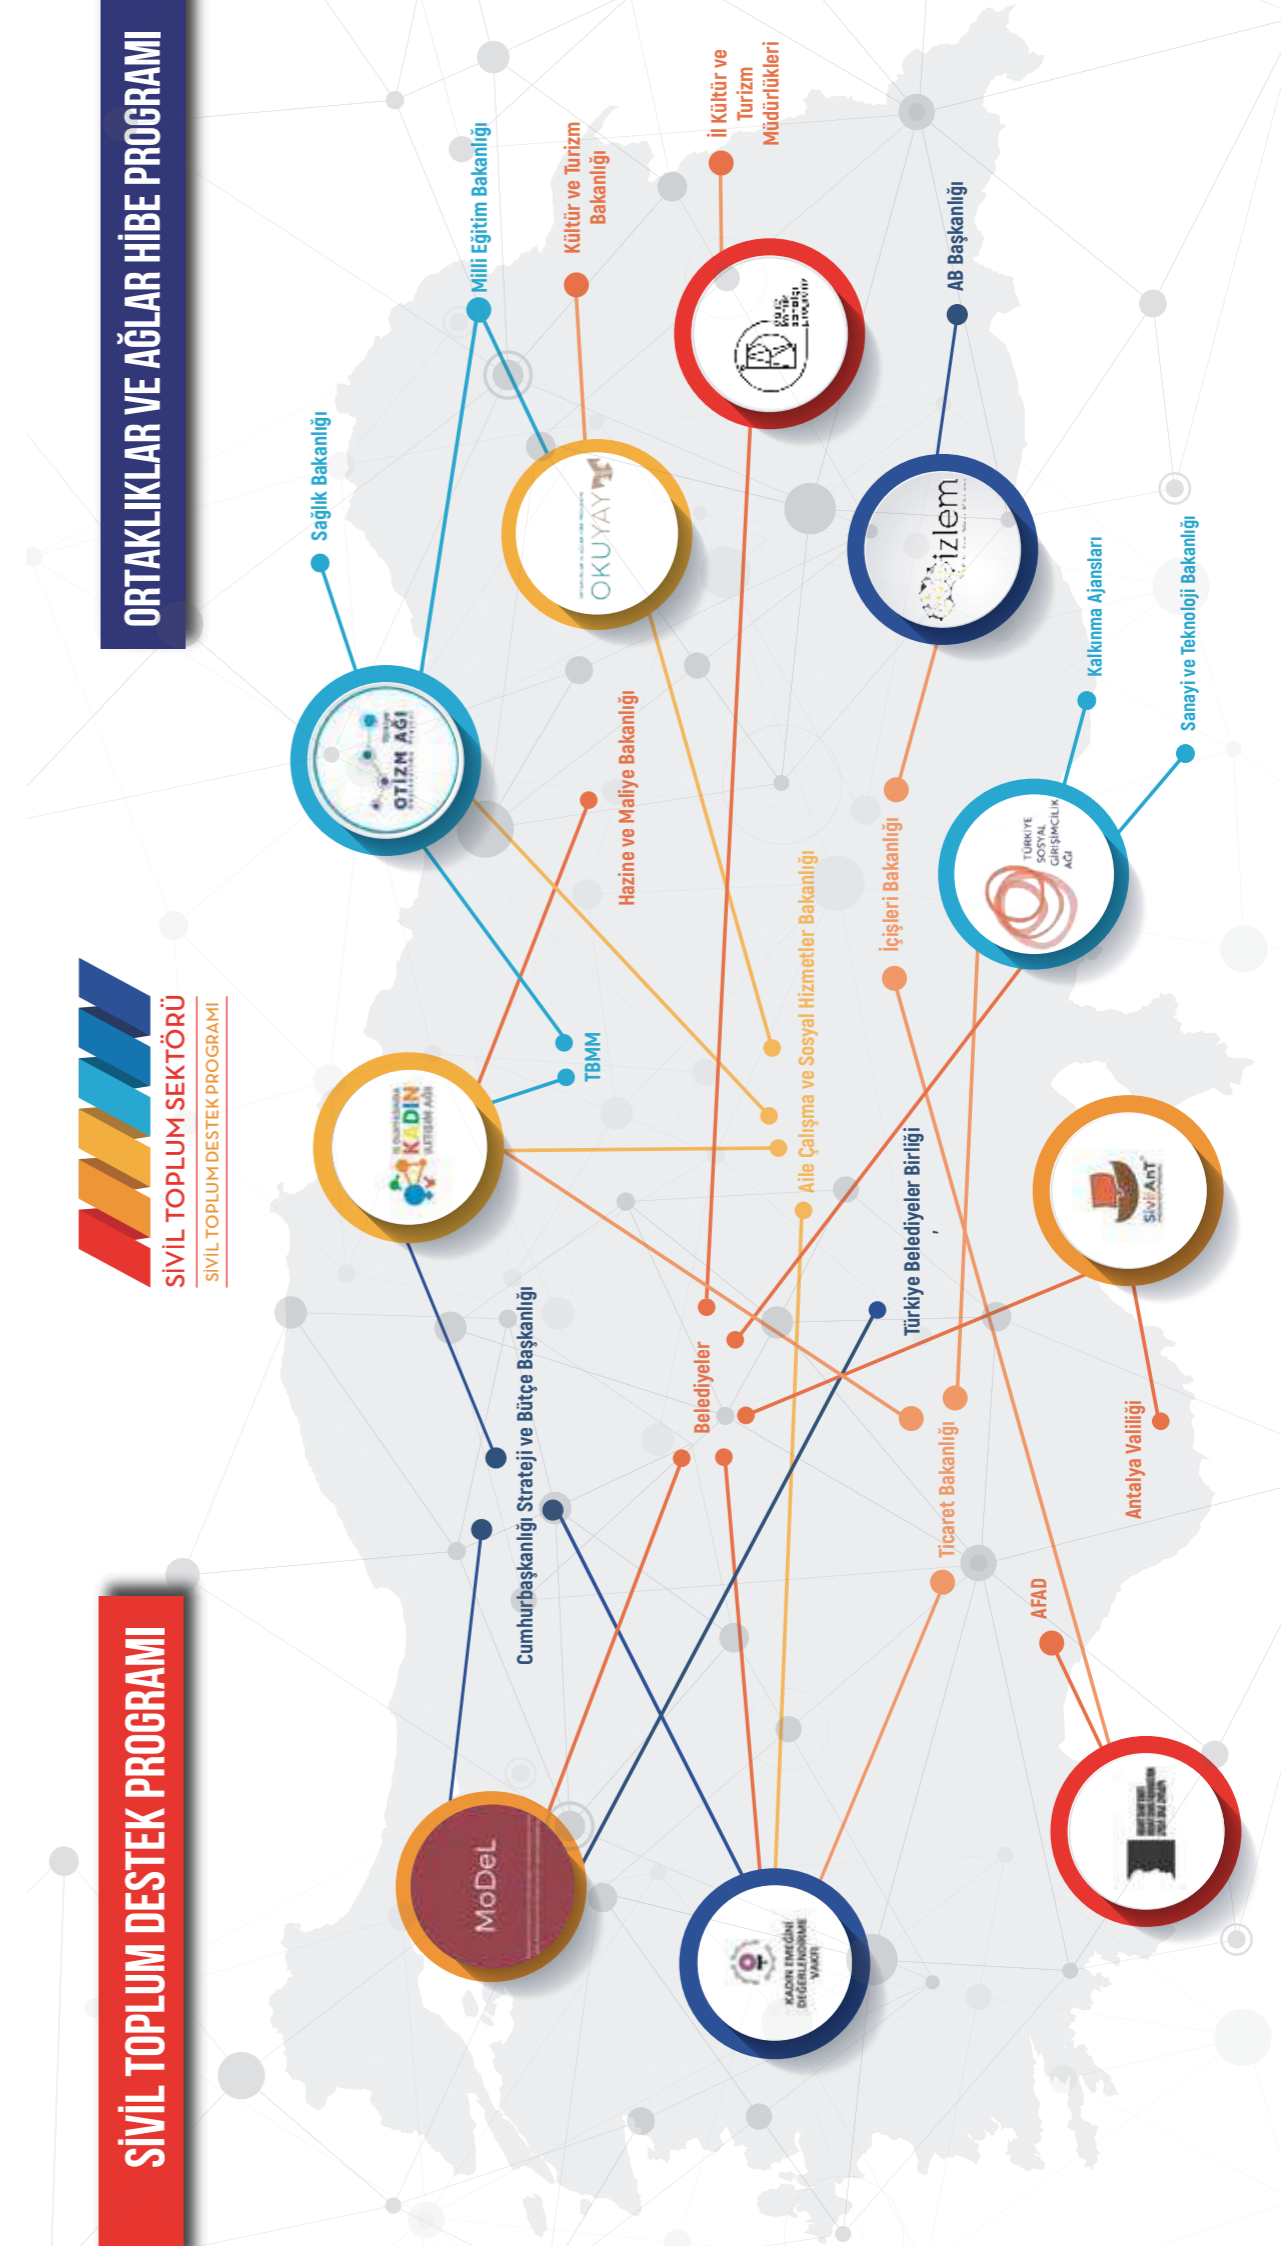 SİVİL TOPLUM DESTEK PROGRAMI
SİVİL TOPLUM SEKTÖRÜ
SİVİL TOPLUM DESTEK PROGRAMI
ORTAKLIKLAR VE AĞLAR HİBE PROGRAMI
Sağlık Bakanlığı
Milli Eğitim Bakanlığı
OTİZM AĞI
KADIN
İLETİŞİM AĞI
TBMM
Kültür ve Turizm
Bakanlığı
OKUYAY
Hazine ve Maliye Bakanlığı
MoDeL
Cumhurbaşkanlığı Strateji ve Bütçe Başkanlığı
İl Kültür ve
Turizm
Müdürlükleri
Belediyeler
Aile Çalışma ve Sosyal Hizmetler Bakanlığı
KADIN EMEĞİNİ
DEĞERLENDİRME
VAKFI
Türkiye Belediyeler Birliği
,
İçişleri Bakanlığı
AB Başkanlığı
izlem
Ticaret Bakanlığı
TÜRKİYE
SOSYAL
GİRİŞİMCİLİK
AĞI
Kalkınma Ajansları
Sanayi ve Teknoloji Bakanlığı
AFAD
Antalya Valiliği
SivilAnT